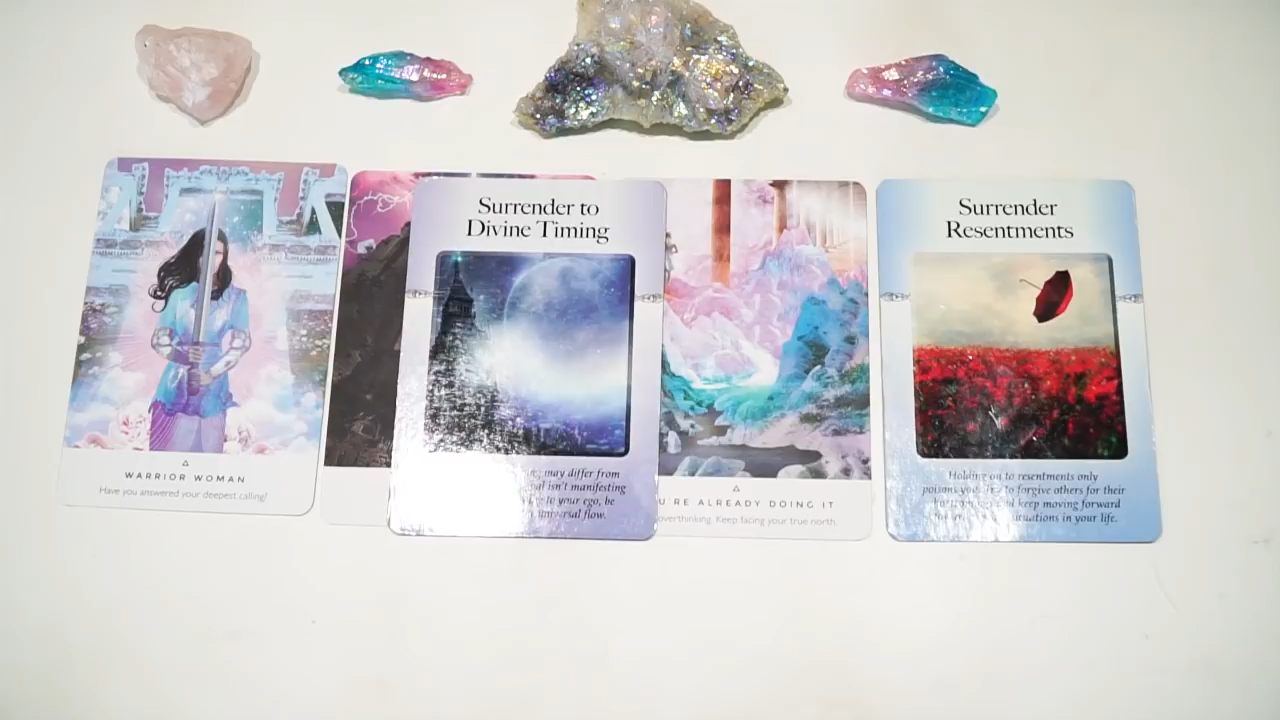 WARRIOR WOMAN
Have you answered your deepest calling?
Surrender to
Divine Timing
may differ from
isn't manifesting
to your ego, be
universal flow.
U'RE ALREADY DOING IT
overthinking. Keep facing your true north.
Surrender
Resentments
Holding on to resentments only
to forgive others for their
keep moving forward
in your life.